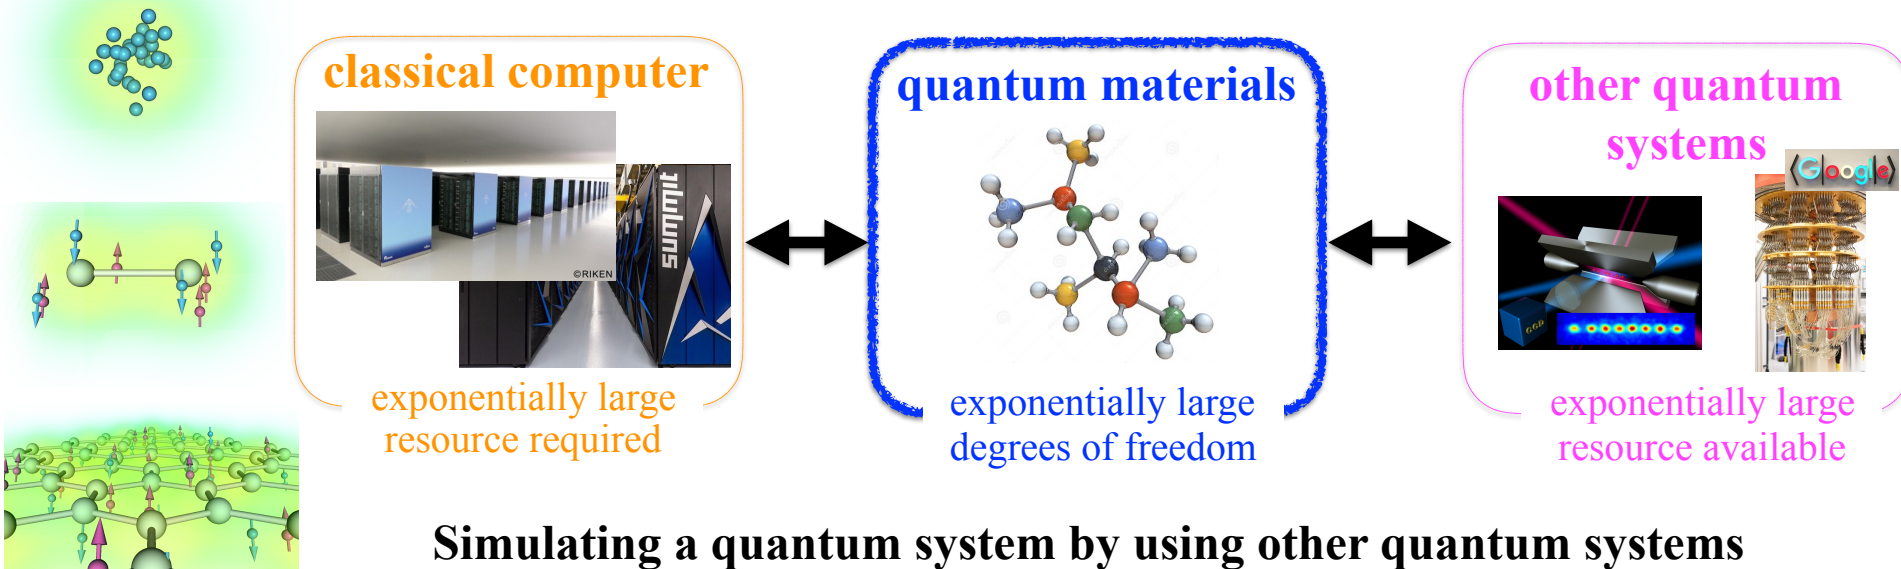 classical computer
©RIKEN
summit
exponentially large
resource required
quantum materials
exponentially large
degrees of freedom
other quantum
systems
⟨G|oogl|e⟩
exponentially large
resource available
Simulating a quantum system by using other quantum systems